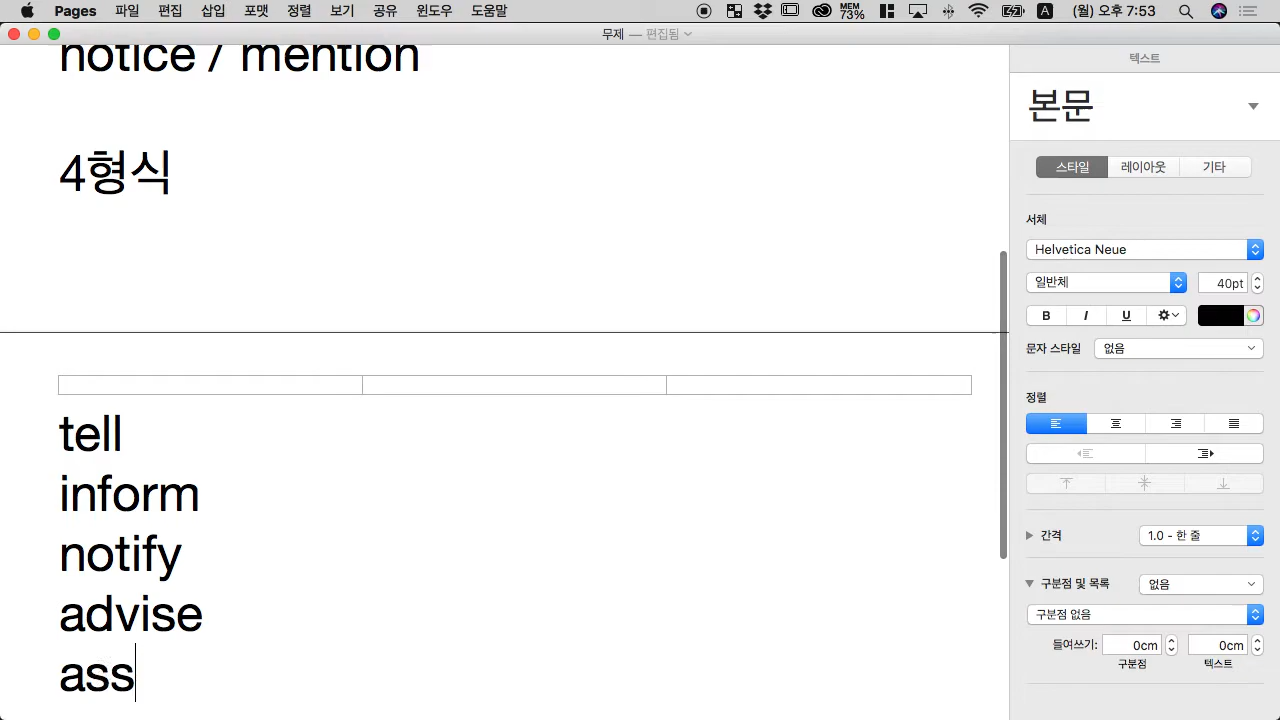 Pages 파일 편집 삽입 포맷 정렬 보기 공유 윈도우 도움말 MEM 73% A (월) 오후 7:53
무제 — 편집됨
notice / mention
4형식
tell
inform
notify
advise
ass
텍스트
본문
스타일 레이아웃 기타
서체
Helvetica Neue
일반체 40pt
B I U
문자 스타일 없음
정렬
간격 1.0 - 한 줄
구분점 및 목록 없음
구분점 없음
들여쓰기: 0cm 0cm
구분점 텍스트